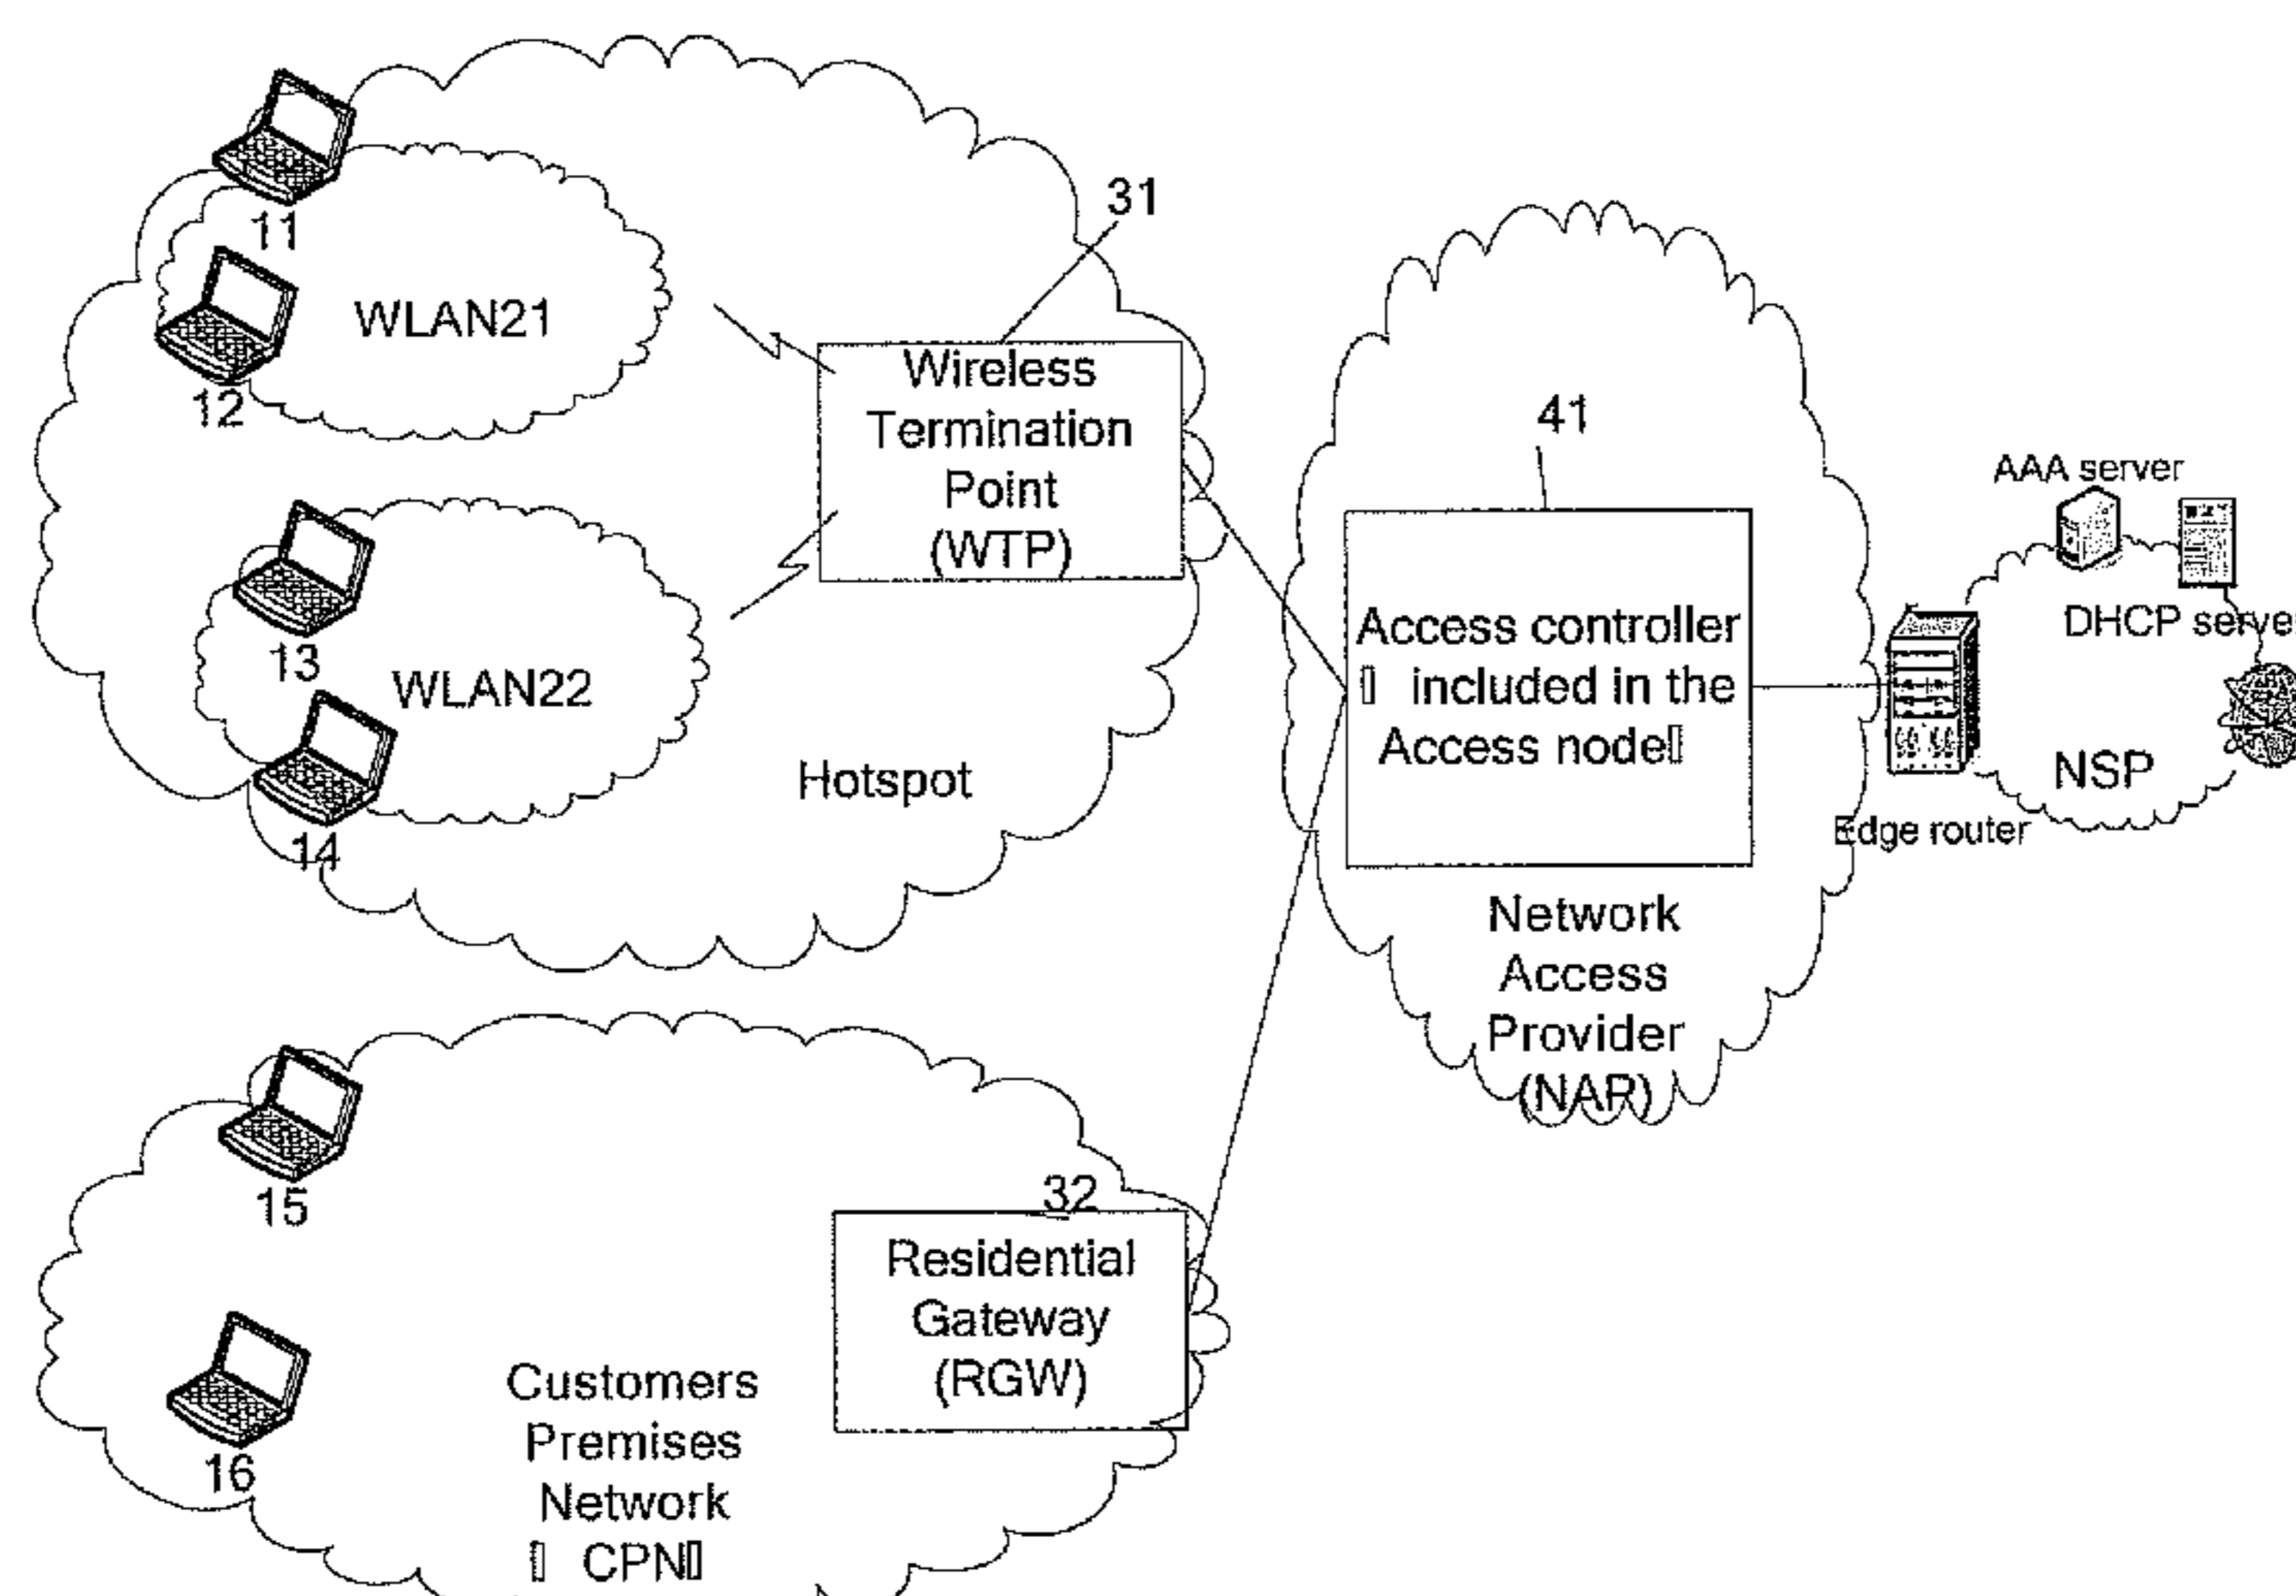 11
12
WLAN21
31
Wireless
Termination
Point
(WTP)
13
WLAN22
14
Hotspot
41
Access controller
included in the
Access node
Network
Access
Provider
(NAR)
AAA server
DHCP server
NSP
Edge router
15
16
32
Residential
Gateway
(RGW)
Customers
Premises
Network
CPN